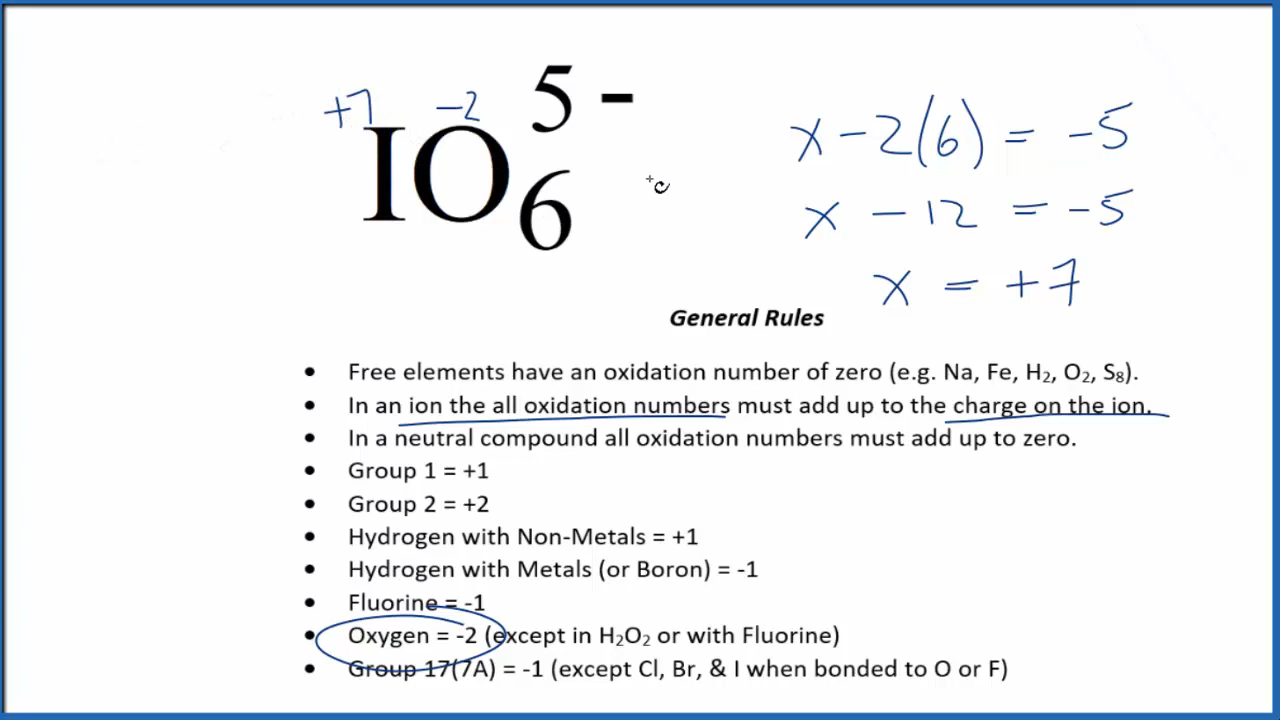 +7 -2
IO₆⁵⁻
x - 2(6) = -5
x - 12 = -5
x = +7
General Rules
• Free elements have an oxidation number of zero (e.g. Na, Fe, H₂, O₂, S₈).
• In an ion the all oxidation numbers must add up to the charge on the ion.
• In a neutral compound all oxidation numbers must add up to zero.
• Group 1 = +1
• Group 2 = +2
• Hydrogen with Non-Metals = +1
• Hydrogen with Metals (or Boron) = -1
• Fluorine = -1
• Oxygen = -2 (except in H₂O₂ or with Fluorine)
• Group 17(7A) = -1 (except Cl, Br, & I when bonded to O or F)